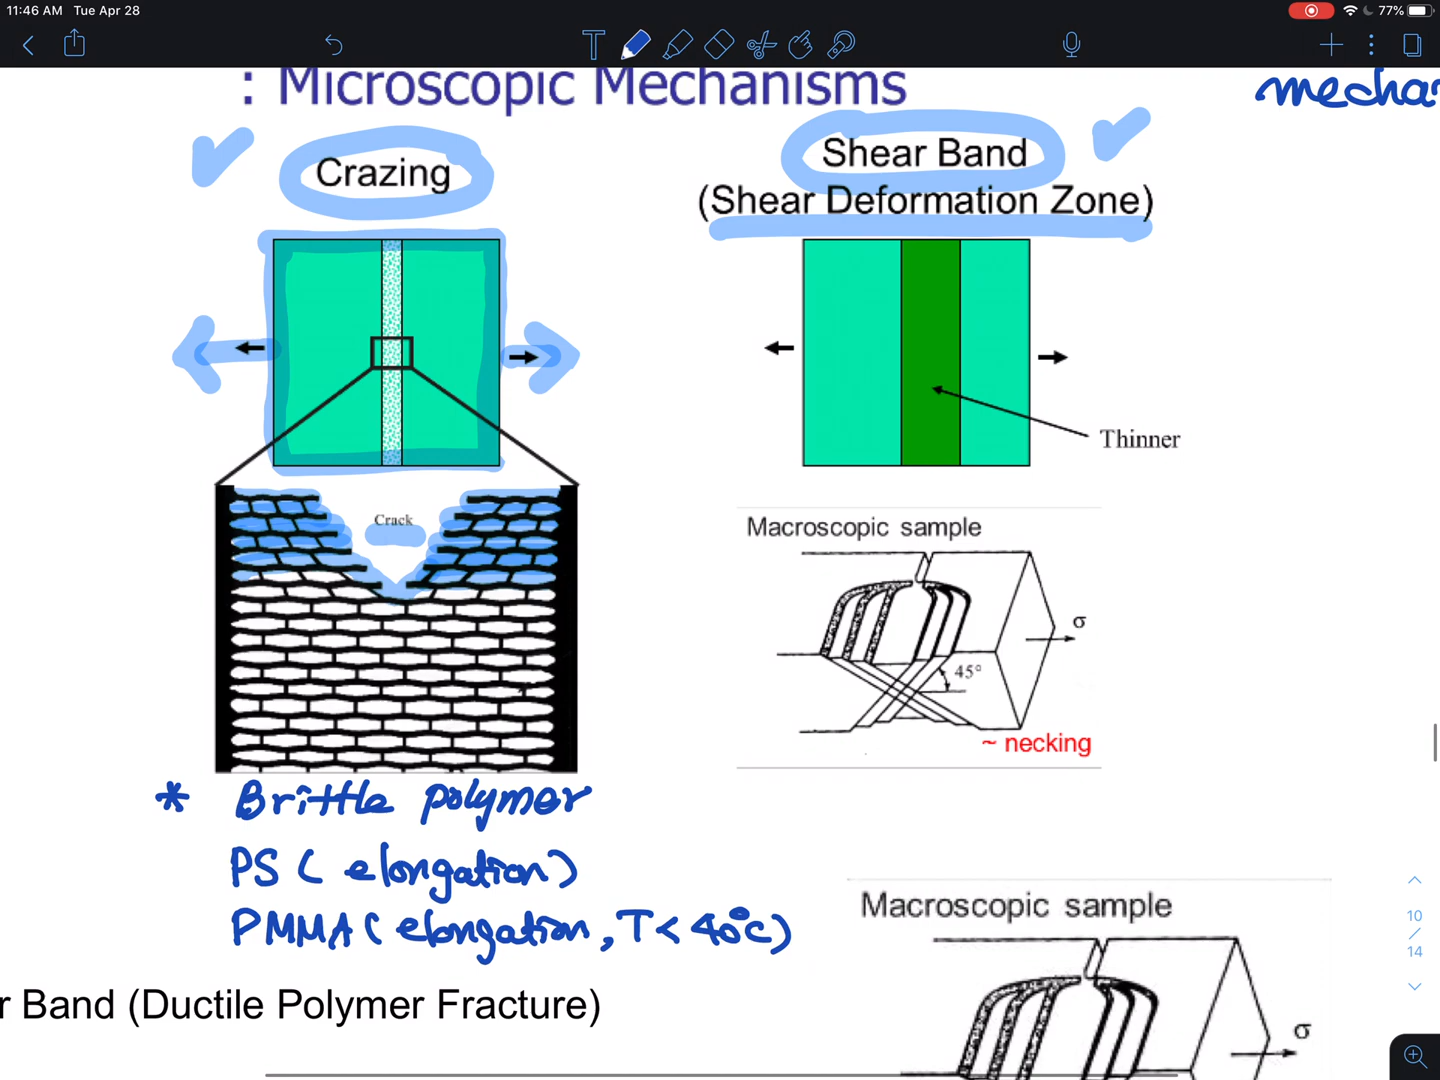 11:46 AM Tue Apr 28
77%
: Microscopic Mechanisms
Crazing
Shear Band
(Shear Deformation Zone)
Thinner
Crack
Macroscopic sample
σ
45°
~ necking
* Brittle polymer
PS ( elongation)
PMMA ( elongation, T < 40°C)
Macroscopic sample
r Band (Ductile Polymer Fracture)
σ
10
/
14